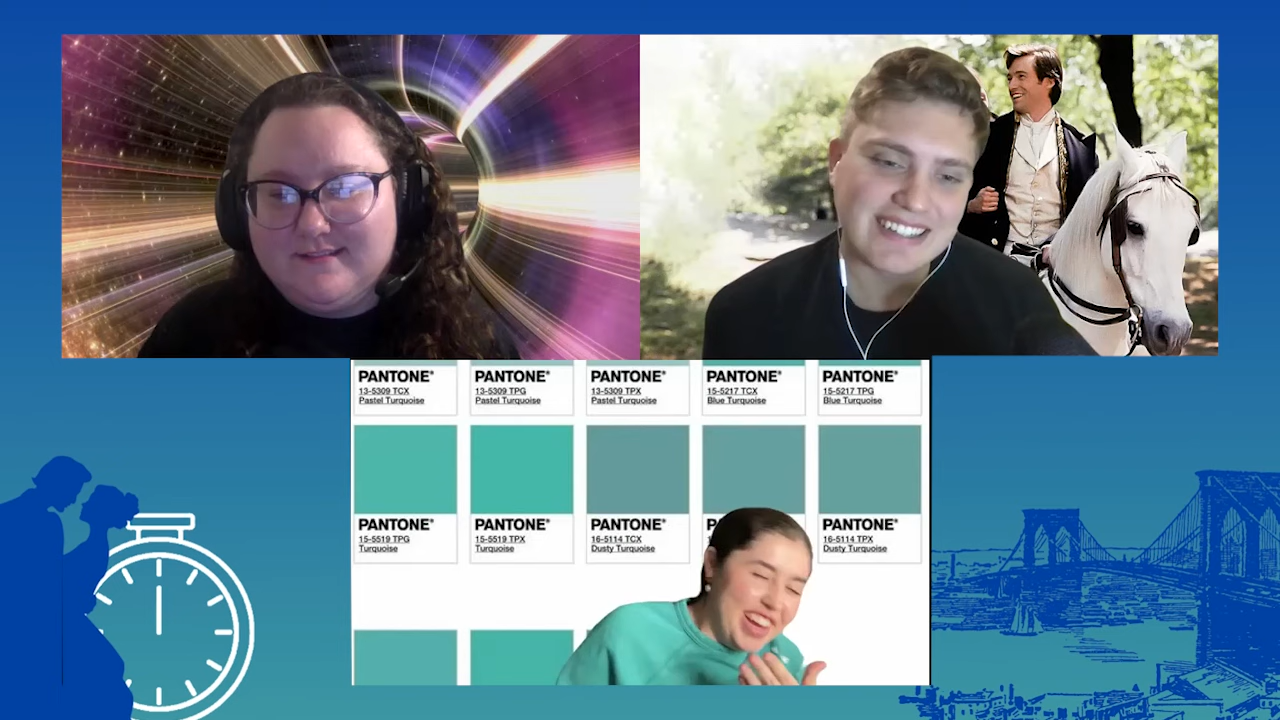 PANTONE®
13-5309 TCX
Pastel Turquoise
PANTONE®
13-5309 TPG
Pastel Turquoise
PANTONE®
13-5309 TPX
Pastel Turquoise
PANTONE®
15-5217 TCX
Blue Turquoise
PANTONE®
15-5217 TPG
Blue Turquoise
PANTONE®
15-5519 TPG
Turquoise
PANTONE®
15-5519 TPX
Turquoise
PANTONE®
16-5114 TCX
Dusty Turquoise
P
PANTONE®
16-5114 TPX
Dusty Turquoise